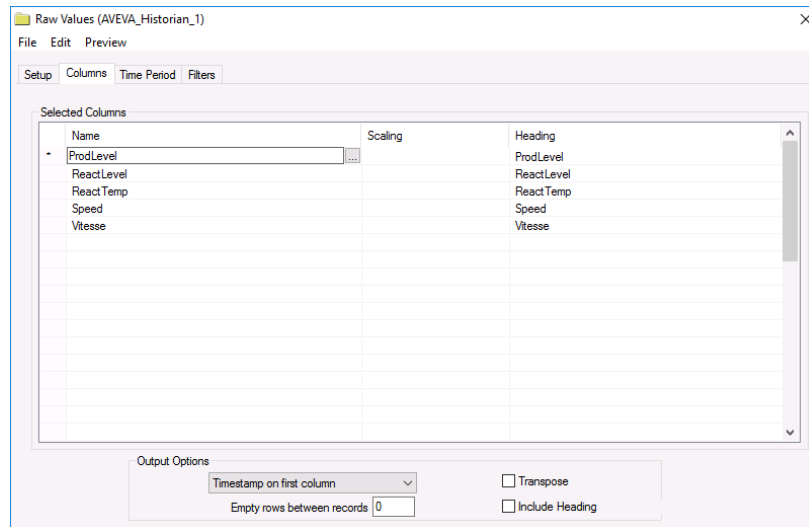 Raw Values (AVEVA_Historian_1)
File Edit Preview
Setup Columns Time Period Filters
Selected Columns
Name Scaling Heading
ProdLevel ... ProdLevel
ReactLevel ReactLevel
ReactTemp ReactTemp
Speed Speed
Vitesse Vitesse
Output Options
Timestamp on first column Transpose
Empty rows between records 0 Include Heading